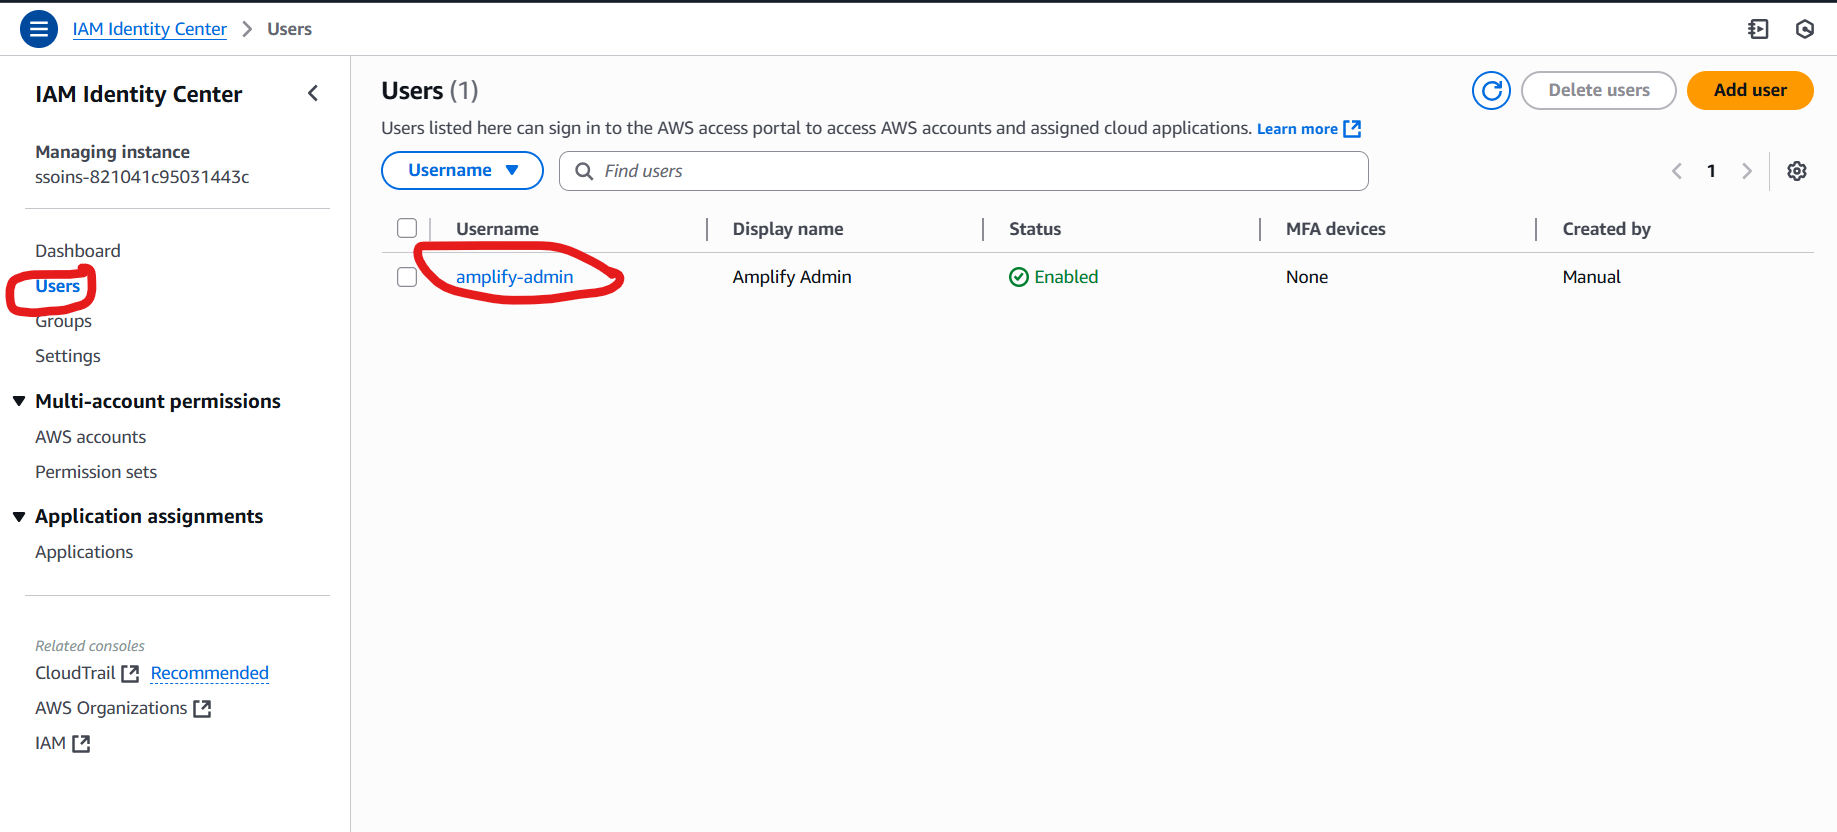 IAM Identity Center > Users
IAM Identity Center
Managing instance
ssoins-821041c95031443c
Dashboard
Users
Groups
Settings
Multi-account permissions
AWS accounts
Permission sets
Application assignments
Applications
Related consoles
CloudTrail Recommended
AWS Organizations
IAM
Users (1)
Delete users
Add user
Users listed here can sign in to the AWS access portal to access AWS accounts and assigned cloud applications. Learn more
Username
Find users
1
Username Display name Status MFA devices Created by
amplify-admin Amplify Admin Enabled None Manual